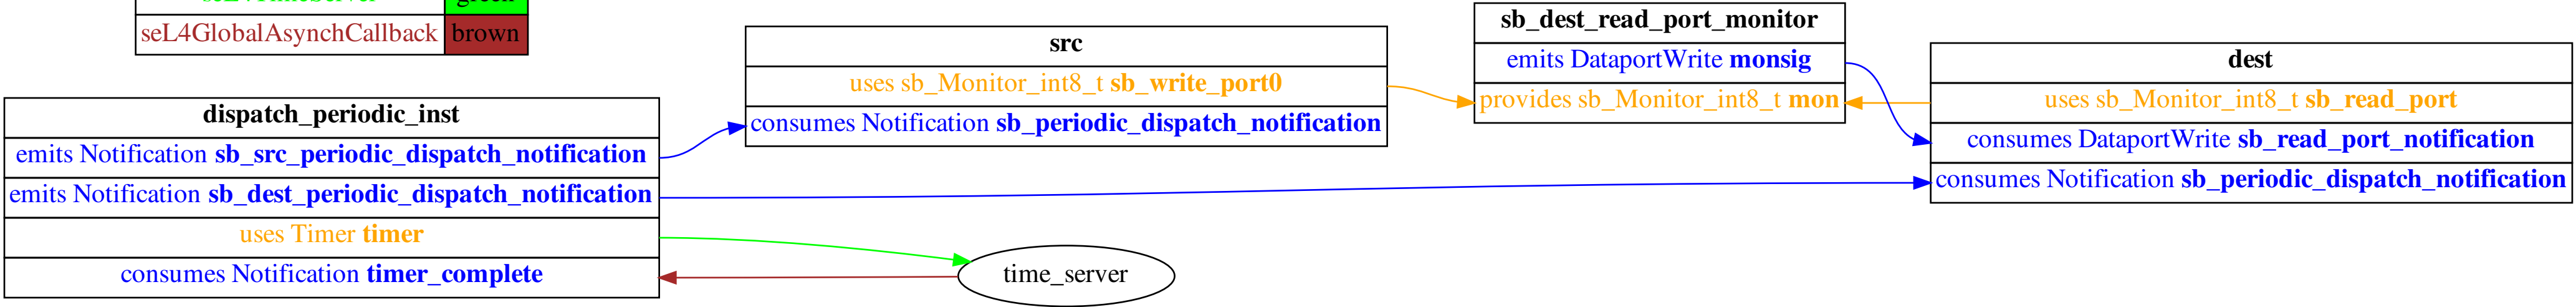 green
seL4GlobalAsynchCallback brown
dispatch_periodic_inst
emits Notification sb_src_periodic_dispatch_notification
emits Notification sb_dest_periodic_dispatch_notification
uses Timer timer
consumes Notification timer_complete
src
uses sb_Monitor_int8_t sb_write_port0
consumes Notification sb_periodic_dispatch_notification
time_server
sb_dest_read_port_monitor
emits DataportWrite monsig
provides sb_Monitor_int8_t mon
dest
uses sb_Monitor_int8_t sb_read_port
consumes DataportWrite sb_read_port_notification
consumes Notification sb_periodic_dispatch_notification